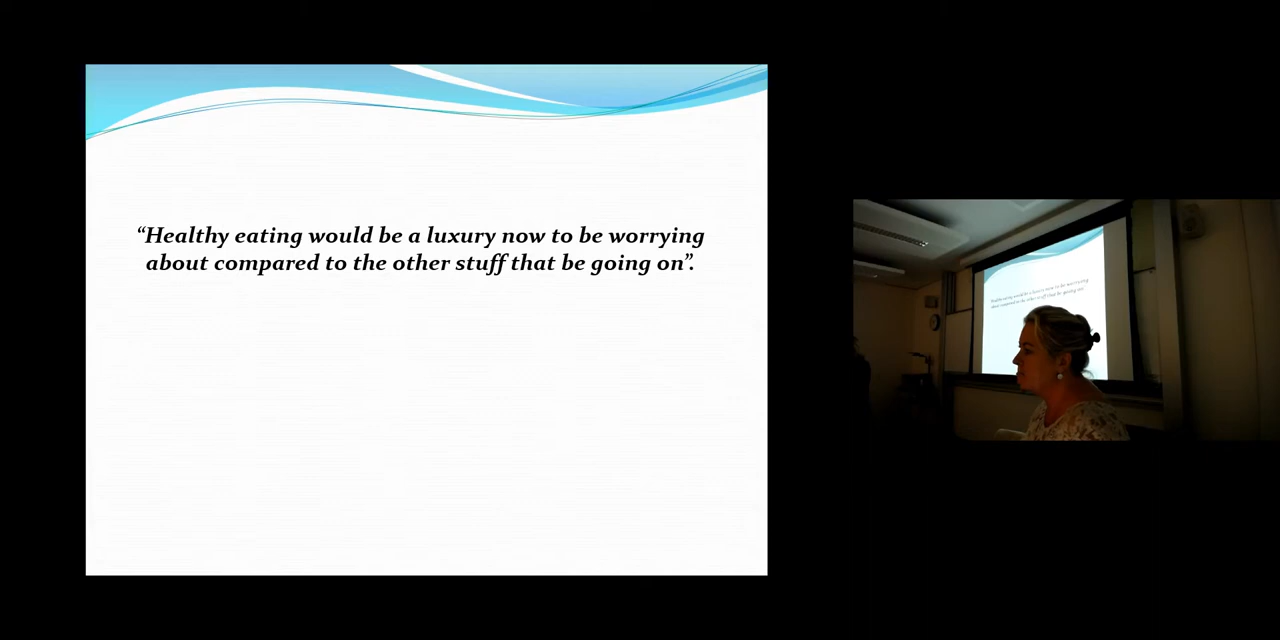 “Healthy eating would be a luxury now to be worrying
about compared to the other stuff that be going on”.